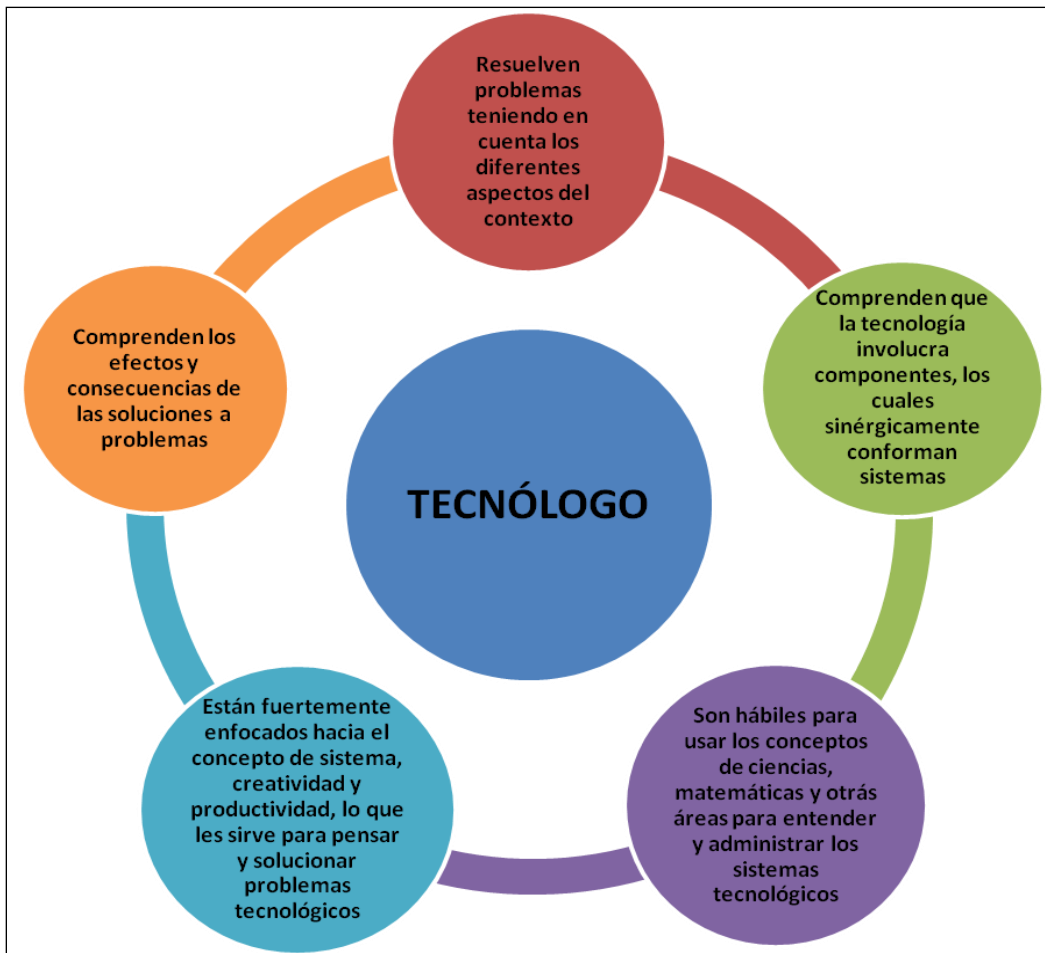 Resuelven
problemas
teniendo en
cuenta los
diferentes
aspectos del
contexto
Comprenden que
la tecnología
involucra
componentes, los
cuales
sinérgicamente
conforman
sistemas
Son hábiles para
usar los conceptos
de ciencias,
matemáticas y otrás
áreas para entender
y administrar los
sistemas
tecnológicos
Están fuertemente
enfocados hacia el
concepto de sistema,
creatividad y
productividad, lo que
les sirve para pensar
y solucionar
problemas
tecnológicos
Comprenden los
efectos y
consecuencias de
las soluciones a
problemas
TECNÓLOGO